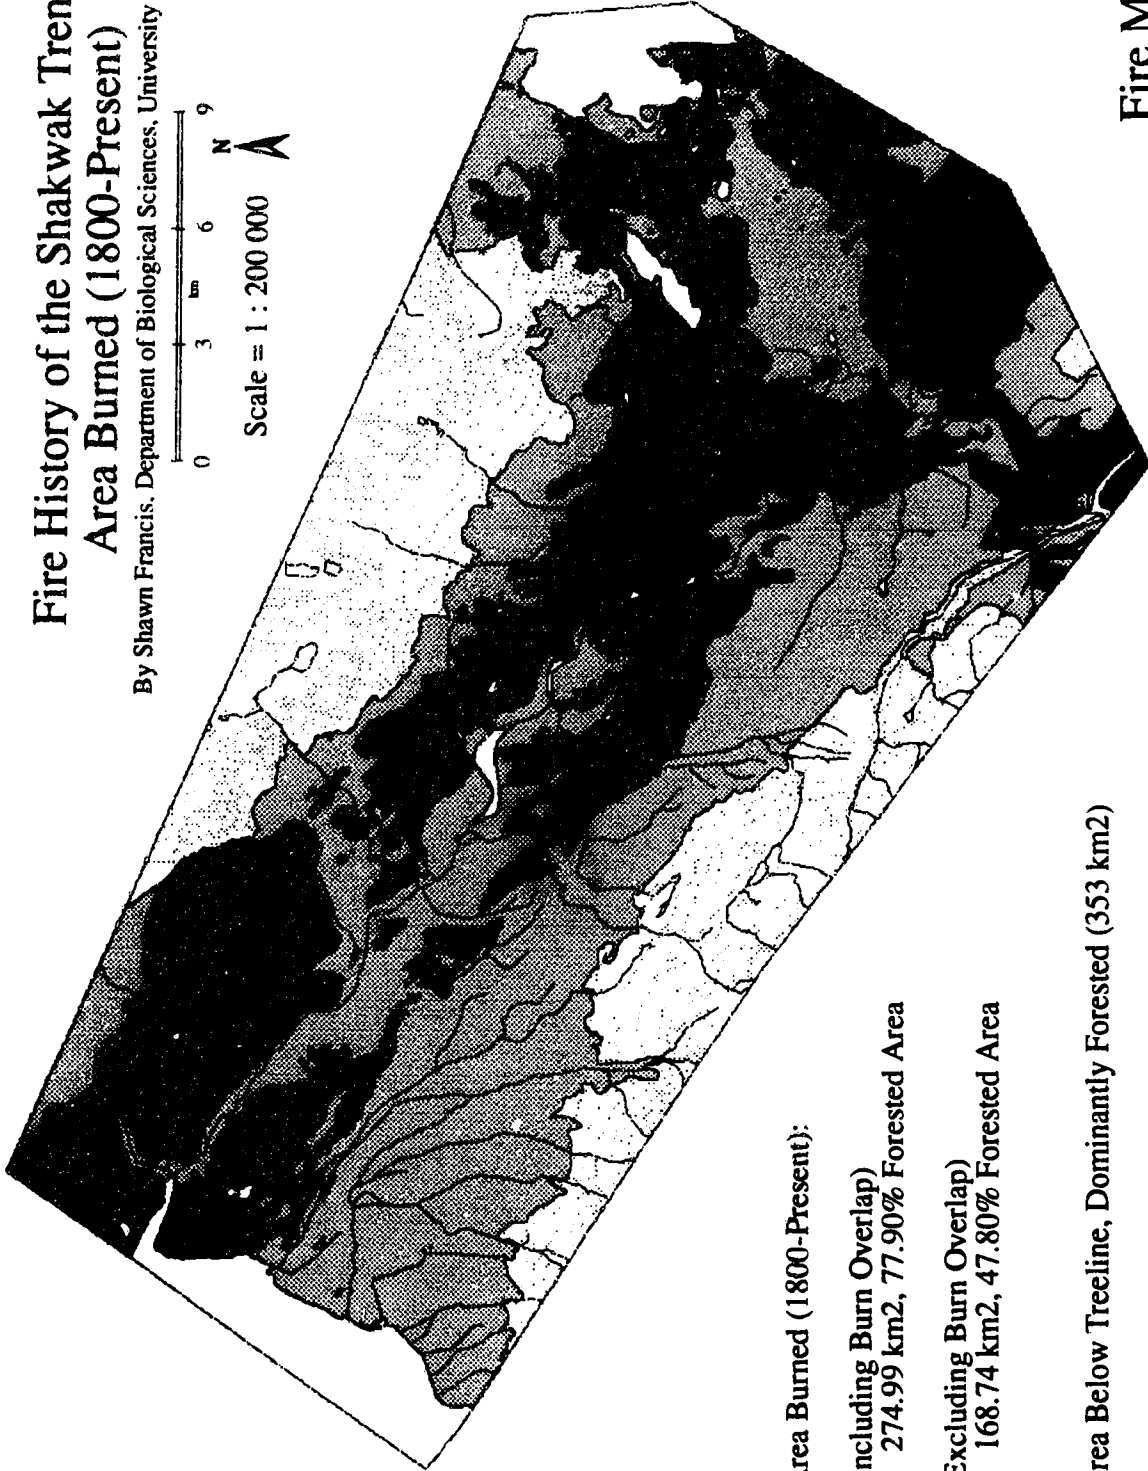 Fire History of the Shakwak Tren
Area Burned (1800-Present)
By Shawn Francis. Department of Biological Sciences, University
0 3 km 6 9
N
Scale = 1 : 200 000
rea Burned (1800-Present):
ncluding Burn Overlap)
274.99 km2, 77.90% Forested Area
Excluding Burn Overlap)
168.74 km2, 47.80% Forested Area
rea Below Treeline, Dominantly Forested (353 km2)
Fire M